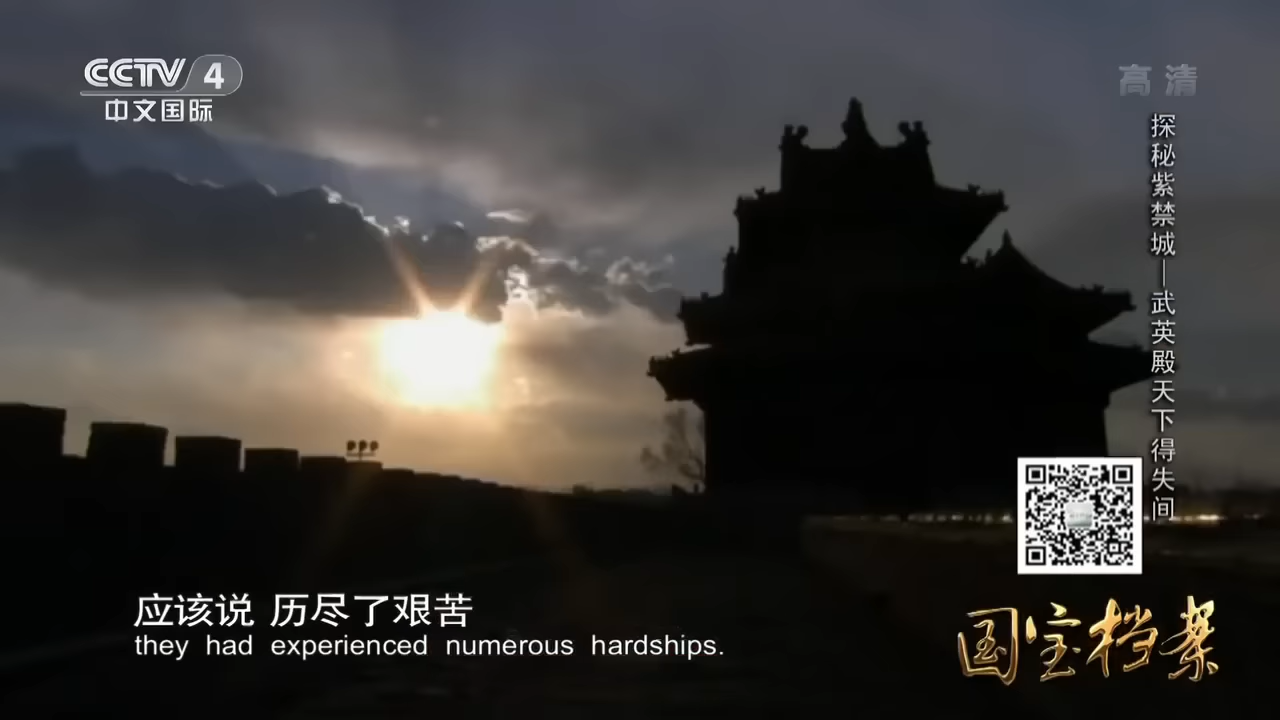 CCTV 4
中文国际
高清
探秘紫禁城—武英殿天下得失间
应该说 历尽了艰苦
they had experienced numerous hardships.
国宝档案